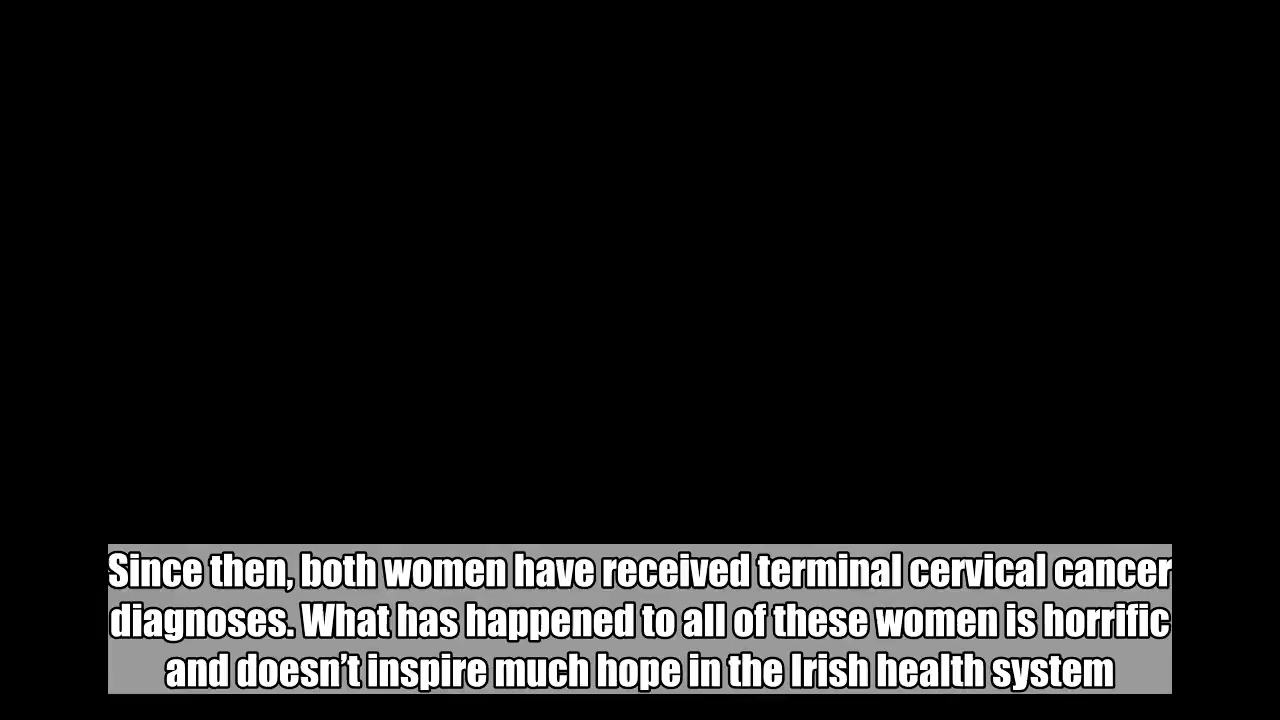 Since then, both women have received terminal cervical cancer
diagnoses. What has happened to all of these women is horrific
and doesn’t inspire much hope in the Irish health system